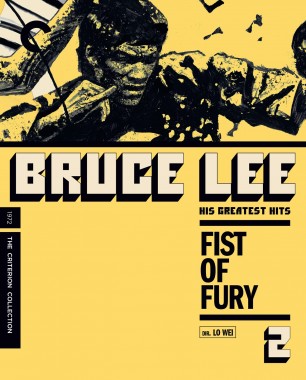 BRUCE LEE
HIS GREATEST HITS
FIST
OF
FURY
DIR. LO WEI
2
1972
THE CRITERION COLLECTION